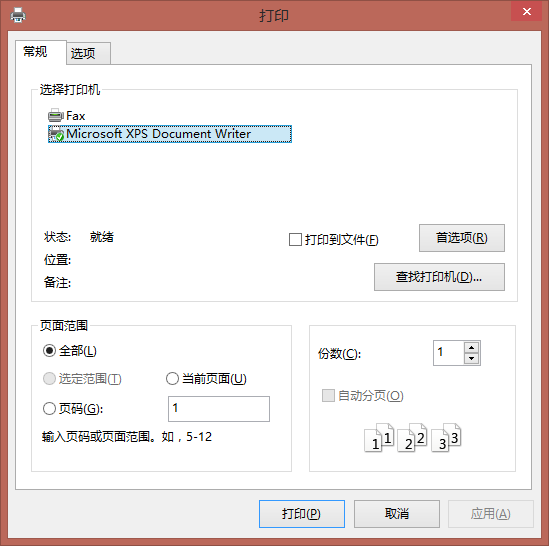 打印
常规
选项
选择打印机
Fax
Microsoft XPS Document Writer
状态: 就绪
打印到文件(F)
首选项(R)
位置:
查找打印机(D)...
备注:
页面范围
全部(L)
选定范围(T)
当前页面(U)
页码(G): 1
输入页码或页面范围。如，5-12
份数(C): 1
自动分页(O)
1 1 2 2 3 3
打印(P)
取消
应用(A)